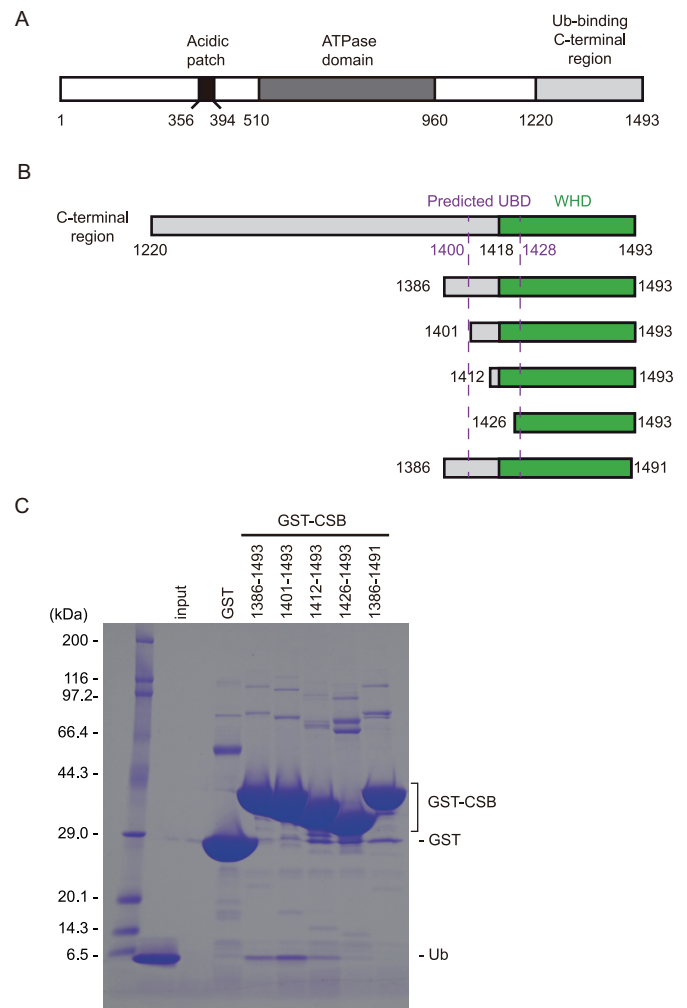 A
Acidic patch
ATPase domain
Ub-binding C-terminal region
1 356 394 510 960 1220 1493
B
Predicted UBD WHD
C-terminal region
1220 1400 1418 1428 1493
1386 1493
1401 1493
1412 1493
1426 1493
1386 1491
C
GST-CSB
(kDa) input GST 1386-1493 1401-1493 1412-1493 1426-1493 1386-1491
200 -
116 -
97.2 -
66.4 -
44.3 -
GST-CSB
29.0 -
- GST
20.1 -
14.3 -
6.5 -
- Ub